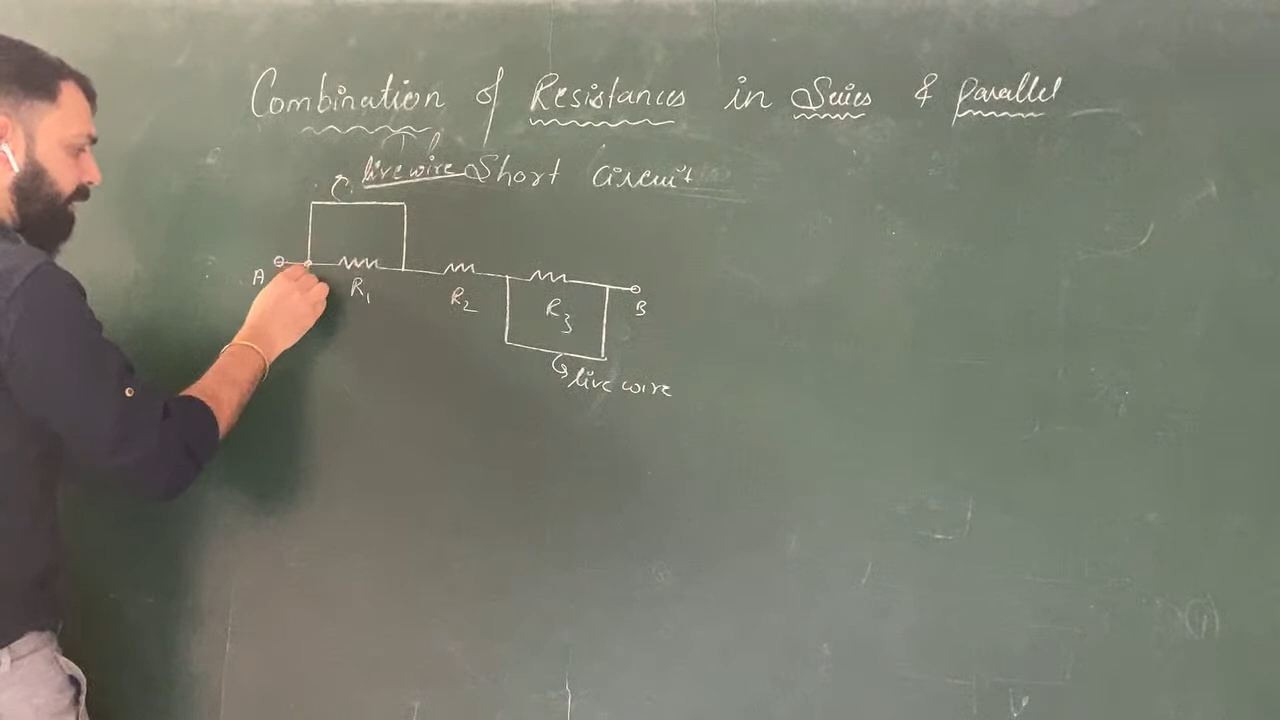 Combination of Resistances in Series & Parallel
live wire Short Circuit
A R1 R2 R3 B
live wire